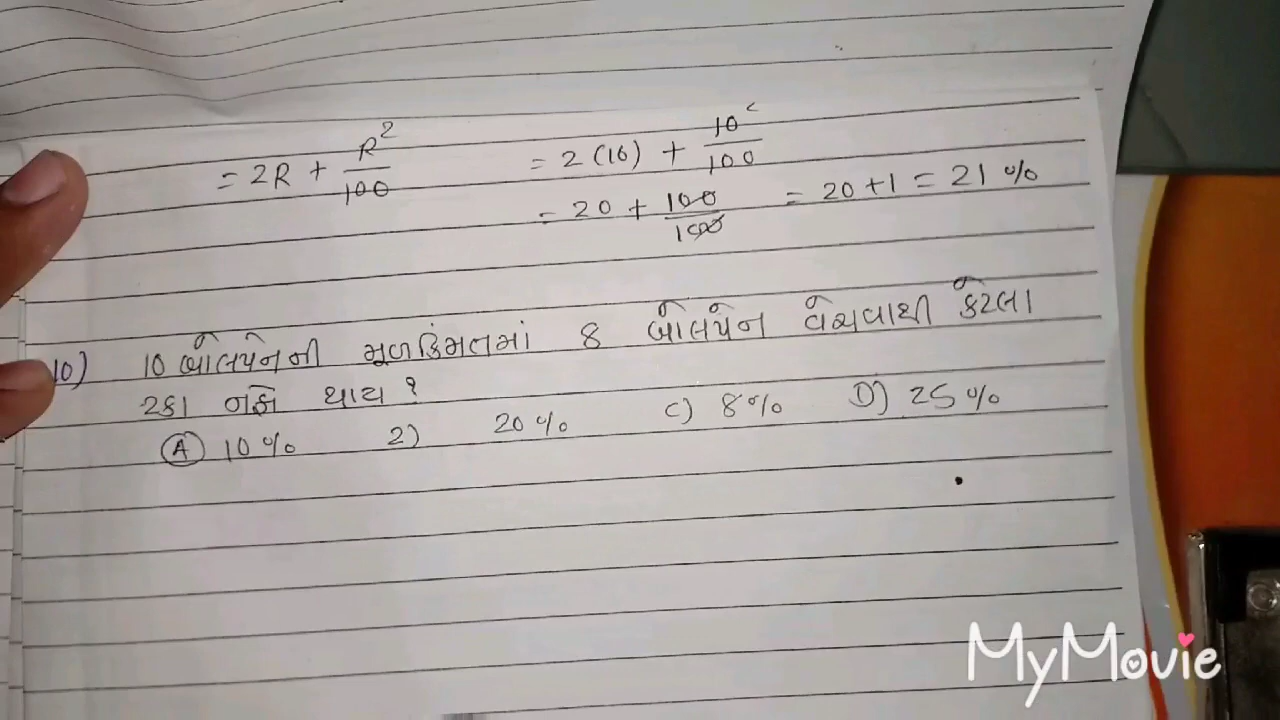 = 2R + R²/100 = 2(10) + 10²/100
= 20 + 100/100 = 20 + 1 = 21 %
10) 10 બોલપેનની મૂળકિંમતમાં 8 બોલપેન વેચવાથી કેટલા
ટકા નફો થાય ?
(A) 10 % 2) 20 % C) 8 % D) 25 %
MyMovie